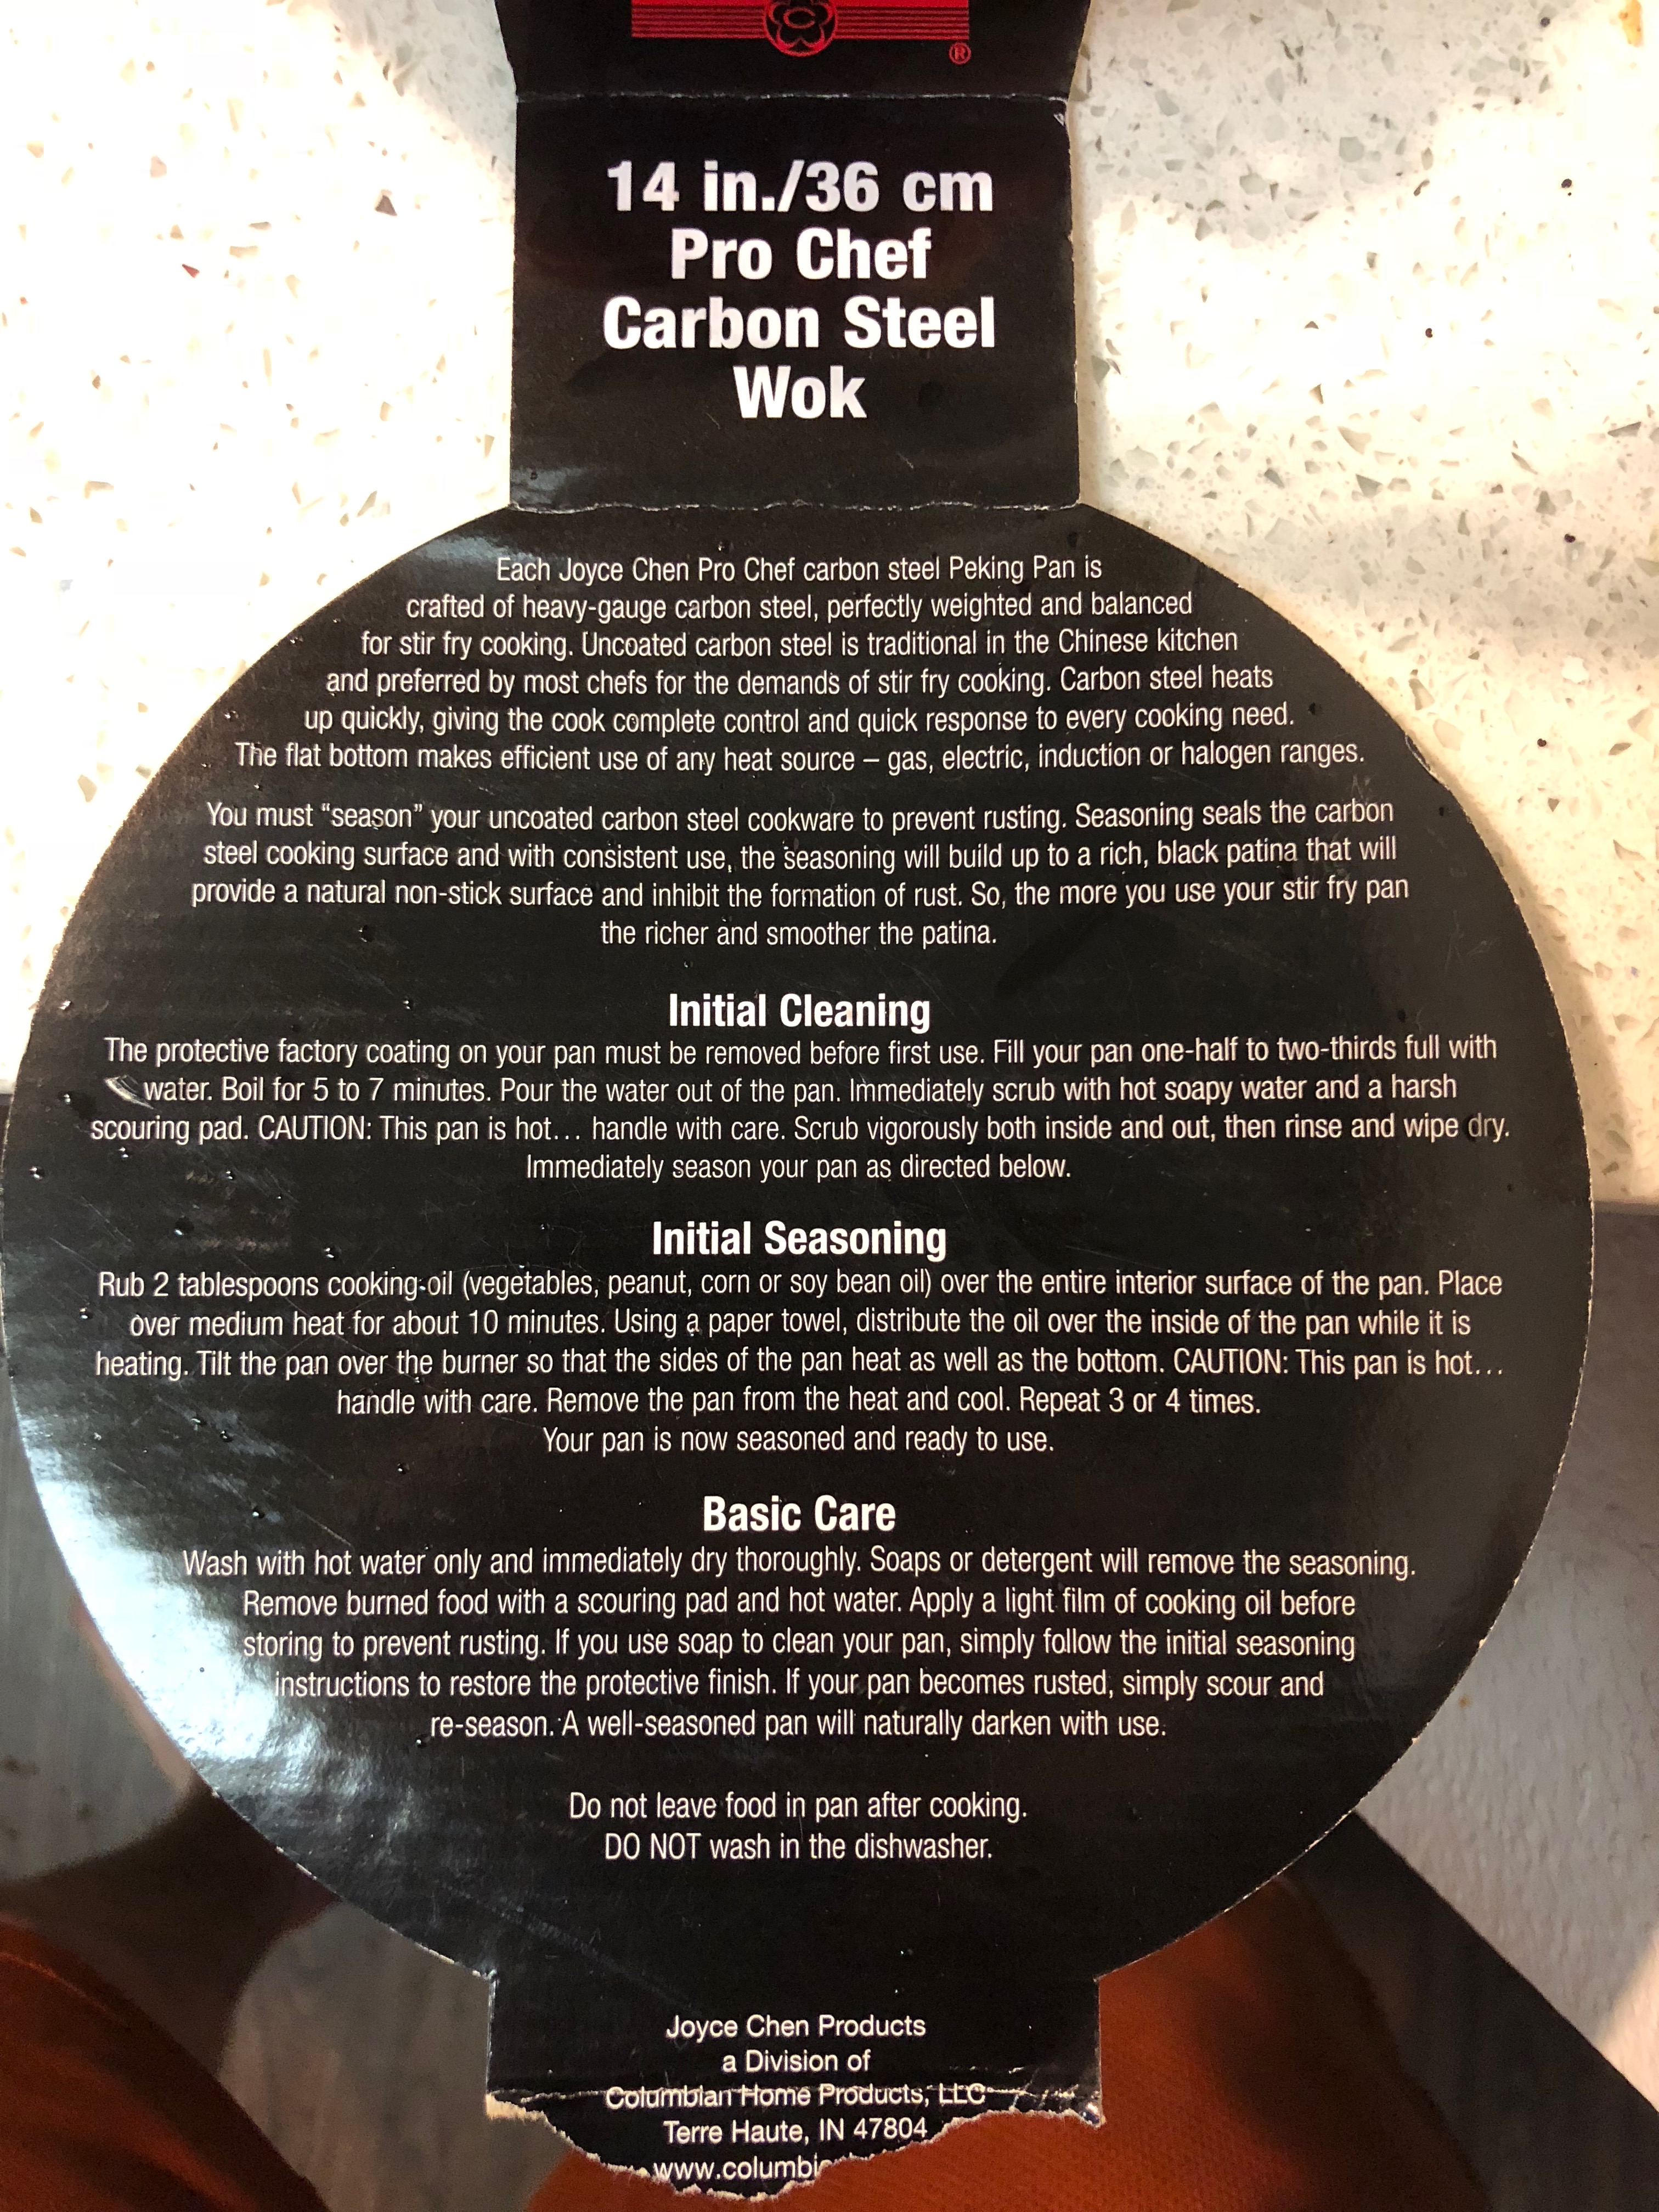 ®
14 in./36 cm
Pro Chef
Carbon Steel
Wok
Each Joyce Chen Pro Chef carbon steel Peking Pan is
crafted of heavy-gauge carbon steel, perfectly weighted and balanced
for stir fry cooking. Uncoated carbon steel is traditional in the Chinese kitchen
and preferred by most chefs for the demands of stir fry cooking. Carbon steel heats
up quickly, giving the cook complete control and quick response to every cooking need.
The flat bottom makes efficient use of any heat source – gas, electric, induction or halogen ranges.
You must “season” your uncoated carbon steel cookware to prevent rusting. Seasoning seals the carbon
steel cooking surface and with consistent use, the seasoning will build up to a rich, black patina that will
provide a natural non-stick surface and inhibit the formation of rust. So, the more you use your stir fry pan
the richer and smoother the patina.
Initial Cleaning
The protective factory coating on your pan must be removed before first use. Fill your pan one-half to two-thirds full with
water. Boil for 5 to 7 minutes. Pour the water out of the pan. Immediately scrub with hot soapy water and a harsh
scouring pad. CAUTION: This pan is hot... handle with care. Scrub vigorously both inside and out, then rinse and wipe dry.
Immediately season your pan as directed below.
Initial Seasoning
Rub 2 tablespoons cooking oil (vegetables, peanut, corn or soy bean oil) over the entire interior surface of the pan. Place
over medium heat for about 10 minutes. Using a paper towel, distribute the oil over the inside of the pan while it is
heating. Tilt the pan over the burner so that the sides of the pan heat as well as the bottom. CAUTION: This pan is hot...
handle with care. Remove the pan from the heat and cool. Repeat 3 or 4 times.
Your pan is now seasoned and ready to use.
Basic Care
Wash with hot water only and immediately dry thoroughly. Soaps or detergent will remove the seasoning.
Remove burned food with a scouring pad and hot water. Apply a light film of cooking oil before
storing to prevent rusting. If you use soap to clean your pan, simply follow the initial seasoning
instructions to restore the protective finish. If your pan becomes rusted, simply scour and
re-season. A well-seasoned pan will naturally darken with use.
Do not leave food in pan after cooking.
DO NOT wash in the dishwasher.
Joyce Chen Products
a Division of
Columbian Home Products, LLC
Terre Haute, IN 47804